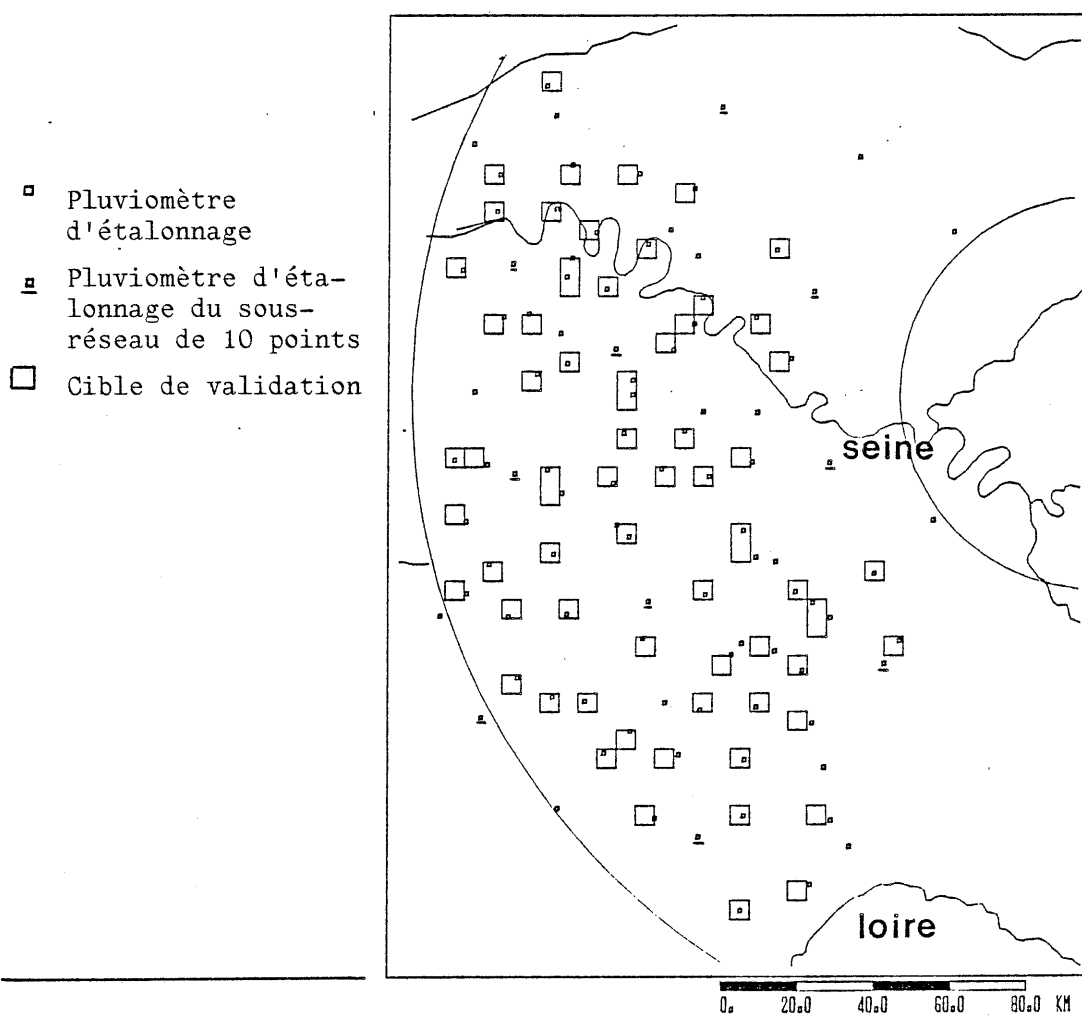 Pluviomètre
d'étalonnage
Pluviomètre d'éta-
lonnage du sous-
réseau de 10 points
Cible de validation
seine
loire
0. 20.0 40.0 60.0 80.0 KM